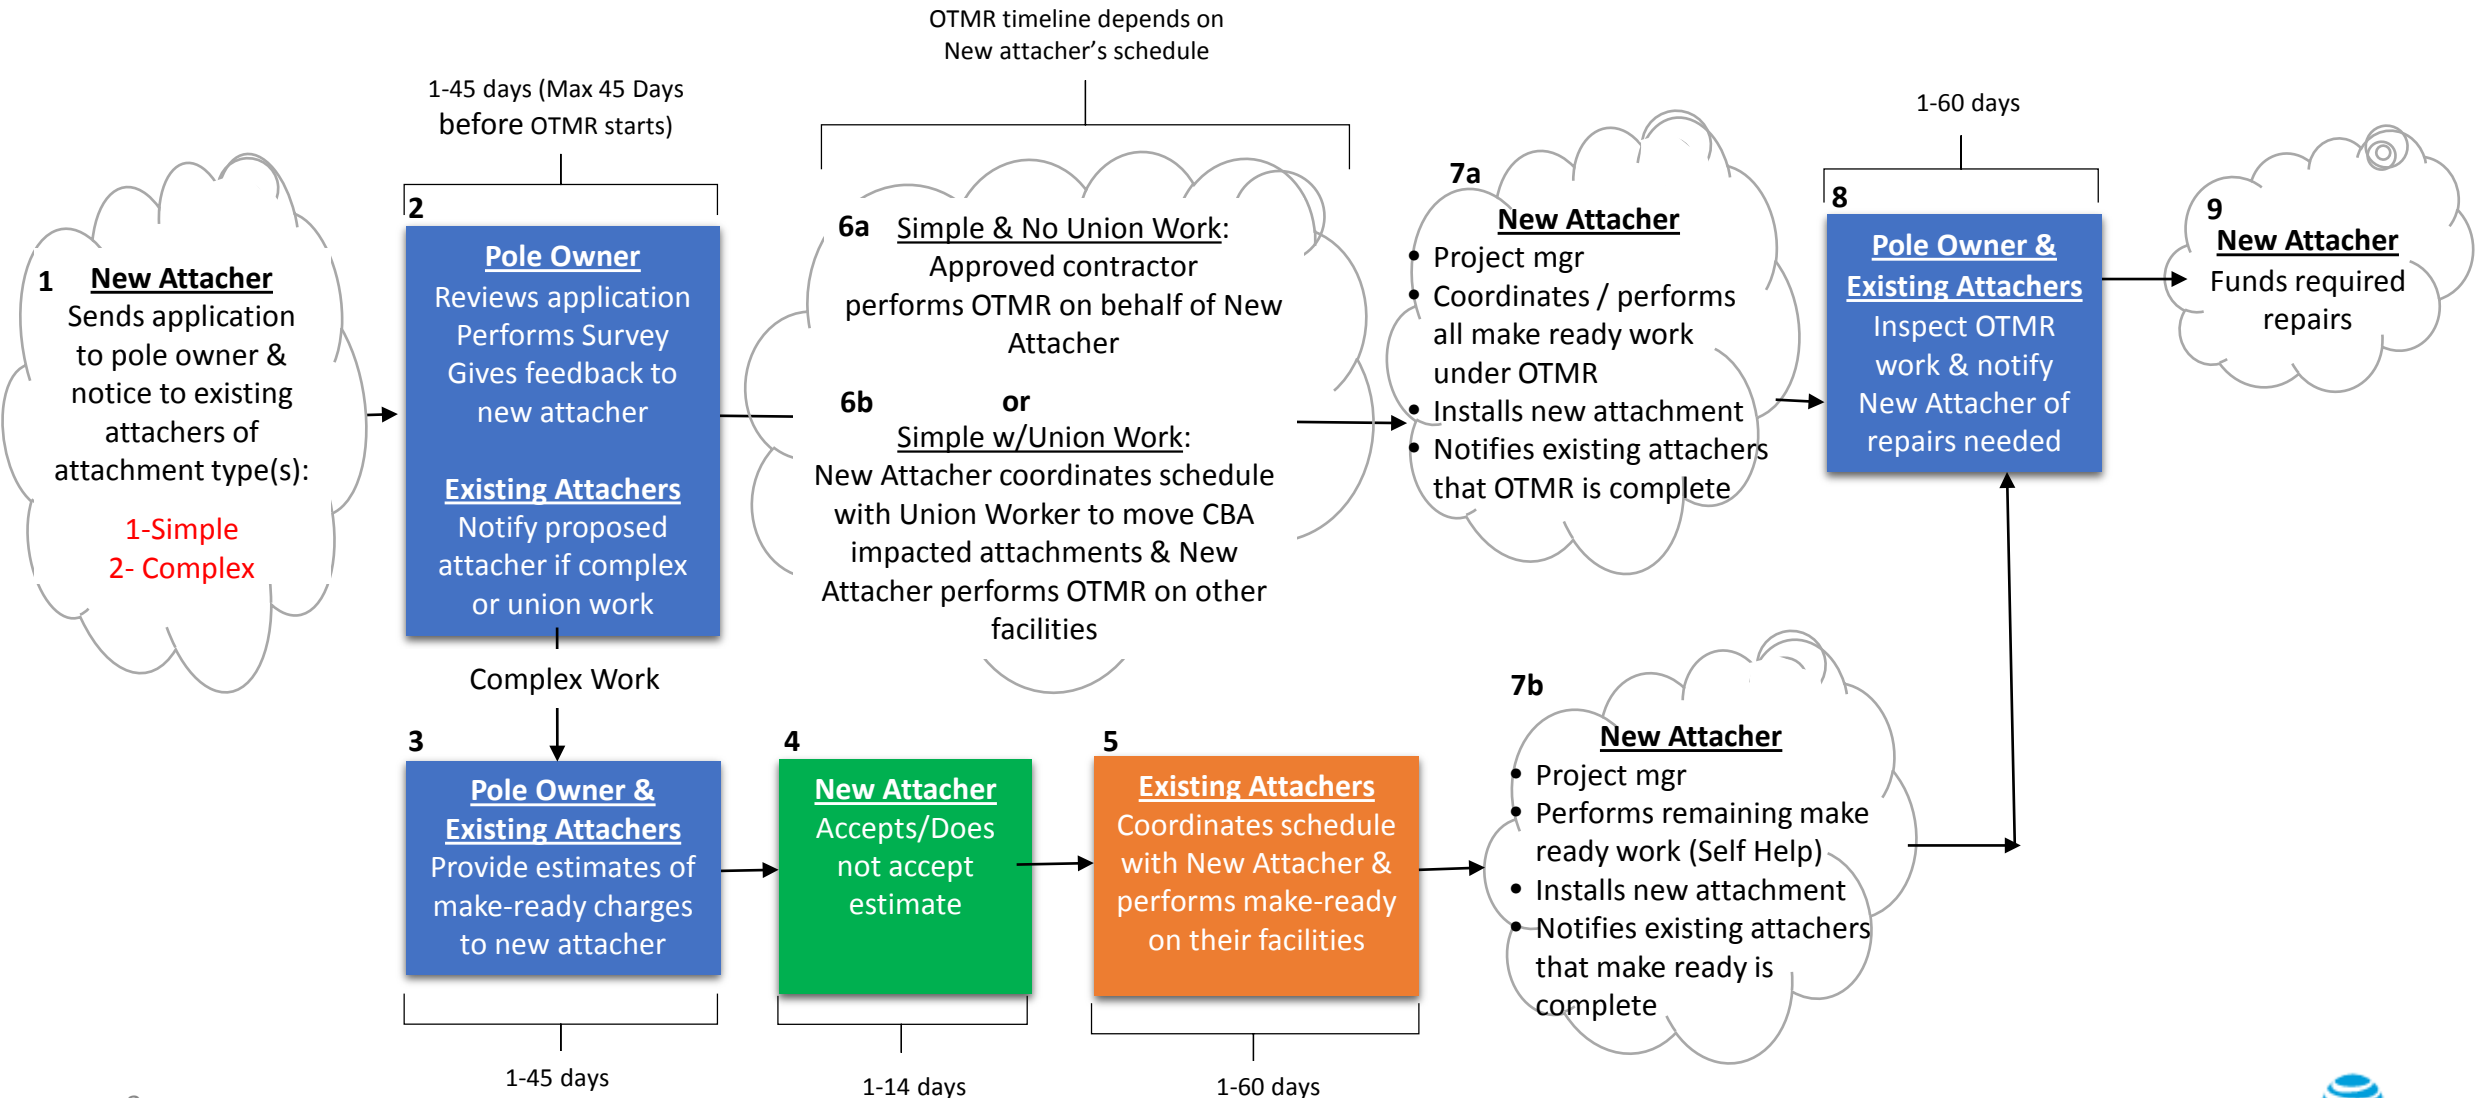 OTMR timeline depends on
New attacher's schedule
1-45 days (Max 45 Days
before OTMR starts)
1-60 days
1
New Attacher
Sends application
to pole owner &
notice to existing
attachers of
attachment type(s):
1-Simple
2- Complex
2
Pole Owner
Reviews application
Performs Survey
Gives feedback to
new attacher
Existing Attachers
Notify proposed
attacher if complex
or union work
Complex Work
6a Simple & No Union Work:
Approved contractor
performs OTMR on behalf of New
Attacher
6b or
Simple w/Union Work:
New Attacher coordinates schedule
with Union Worker to move CBA
impacted attachments & New
Attacher performs OTMR on other
facilities
7a
New Attacher
• Project mgr
• Coordinates / performs
all make ready work
under OTMR
• Installs new attachment
• Notifies existing attachers
that OTMR is complete
8
Pole Owner &
Existing Attachers
Inspect OTMR
work & notify
New Attacher of
repairs needed
9
New Attacher
Funds required
repairs
3
Pole Owner &
Existing Attachers
Provide estimates of
make-ready charges
to new attacher
1-45 days
4
New Attacher
Accepts/Does
not accept
estimate
1-14 days
5
Existing Attachers
Coordinates schedule
with New Attacher &
performs make-ready
on their facilities
1-60 days
7b
New Attacher
• Project mgr
• Performs remaining make
ready work (Self Help)
• Installs new attachment
• Notifies existing attachers
that make ready is
complete